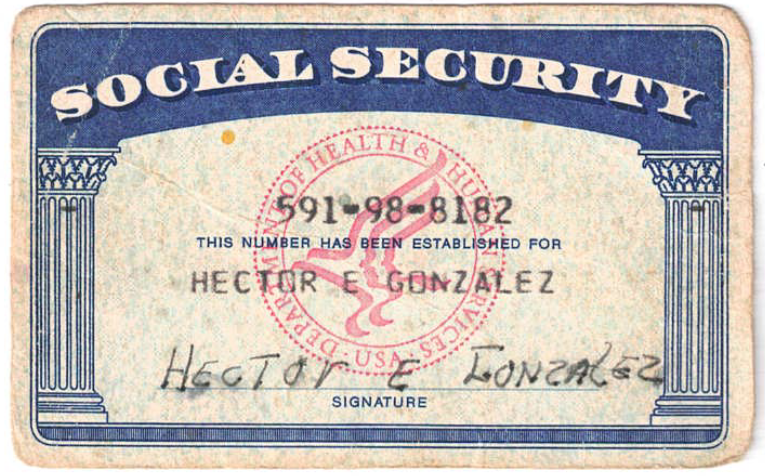 SOCIAL SECURITY
DEPARTMENT OF HEALTH & HUMAN SERVICES
USA
591-98-8182
THIS NUMBER HAS BEEN ESTABLISHED FOR
HECTOR E GONZALEZ
HECTOr E GONZALEZ
SIGNATURE